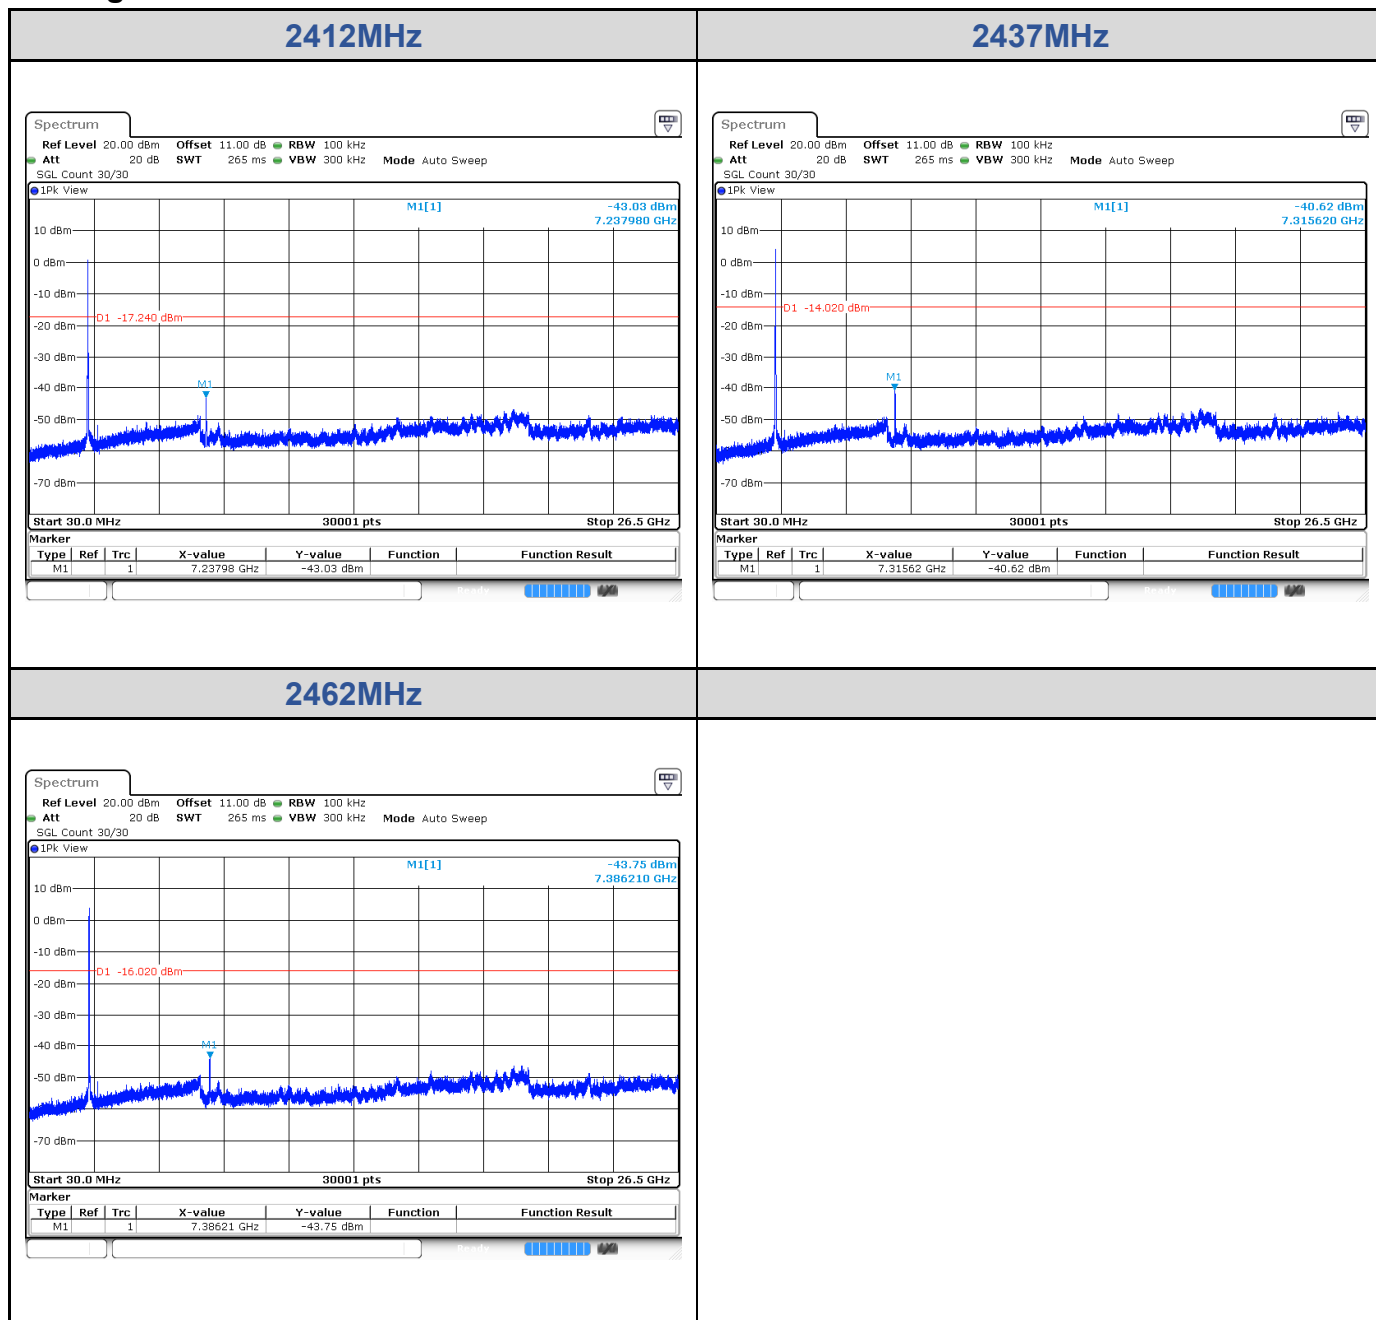 2412MHz 2437MHz
Spectrum
Ref Level 20.00 dBm Offset 11.00 dB RBW 100 kHz
Att 20 dB SWT 265 ms VBW 300 kHz Mode Auto Sweep
SGL Count 30/30
1Pk View
M1[1] -43.03 dBm
7.237980 GHz
10 dBm
0 dBm
-10 dBm
D1 -17.240 dBm
-20 dBm
-30 dBm
-40 dBm
M1
-50 dBm
-70 dBm
Start 30.0 MHz 30001 pts Stop 26.5 GHz
Marker
Type Ref Trc X-value Y-value Function Function Result
M1 1 7.23798 GHz -43.03 dBm
Ready
Spectrum
Ref Level 20.00 dBm Offset 11.00 dB RBW 100 kHz
Att 20 dB SWT 265 ms VBW 300 kHz Mode Auto Sweep
SGL Count 30/30
1Pk View
M1[1] -40.62 dBm
7.315620 GHz
10 dBm
0 dBm
-10 dBm
D1 -14.020 dBm
-20 dBm
-30 dBm
M1
-40 dBm
-50 dBm
-70 dBm
Start 30.0 MHz 30001 pts Stop 26.5 GHz
Marker
Type Ref Trc X-value Y-value Function Function Result
M1 1 7.31562 GHz -40.62 dBm
Ready
2462MHz
Spectrum
Ref Level 20.00 dBm Offset 11.00 dB RBW 100 kHz
Att 20 dB SWT 265 ms VBW 300 kHz Mode Auto Sweep
SGL Count 30/30
1Pk View
M1[1] -43.75 dBm
7.386210 GHz
10 dBm
0 dBm
-10 dBm
D1 -16.020 dBm
-20 dBm
-30 dBm
-40 dBm
M1
-50 dBm
-70 dBm
Start 30.0 MHz 30001 pts Stop 26.5 GHz
Marker
Type Ref Trc X-value Y-value Function Function Result
M1 1 7.38621 GHz -43.75 dBm
Ready